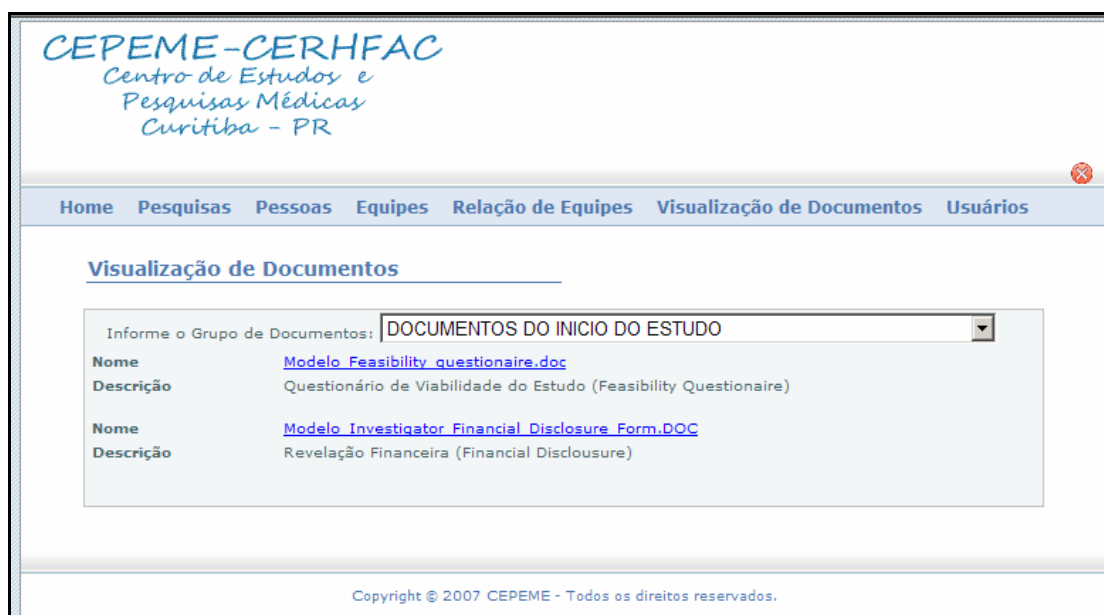 CEPEME-CERHFAC
Centro de Estudos e
Pesquisas Médicas
Curitiba - PR
Home Pesquisas Pessoas Equipes Relação de Equipes Visualização de Documentos Usuários
Visualização de Documentos
Informe o Grupo de Documentos: DOCUMENTOS DO INICIO DO ESTUDO
Nome Modelo_Feasibility_questionaire.doc
Descrição Questionário de Viabilidade do Estudo (Feasibility Questionaire)
Nome Modelo_Investigator_Financial_Disclosure_Form.DOC
Descrição Revelação Financeira (Financial Disclousure)
Copyright © 2007 CEPEME - Todos os direitos reservados.